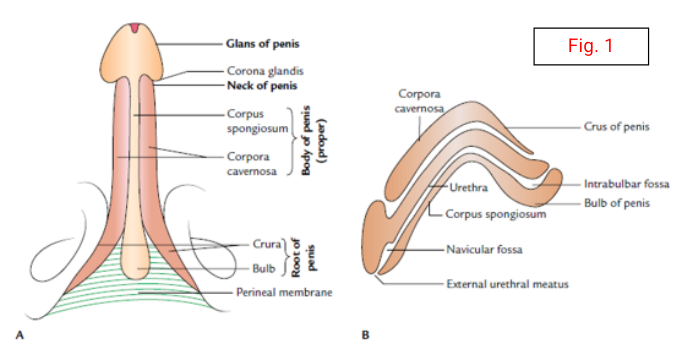 Fig. 1
Glans of penis
Corona glandis
Neck of penis
Corpus
spongiosum
Corpora
cavernosa
Body of penis
(proper)
Crura
Bulb
Root of
penis
Perineal membrane
A
Corpora
cavernosa
Crus of penis
Urethra
Intrabulbar fossa
Bulb of penis
Corpus spongiosum
Navicular fossa
External urethral meatus
B